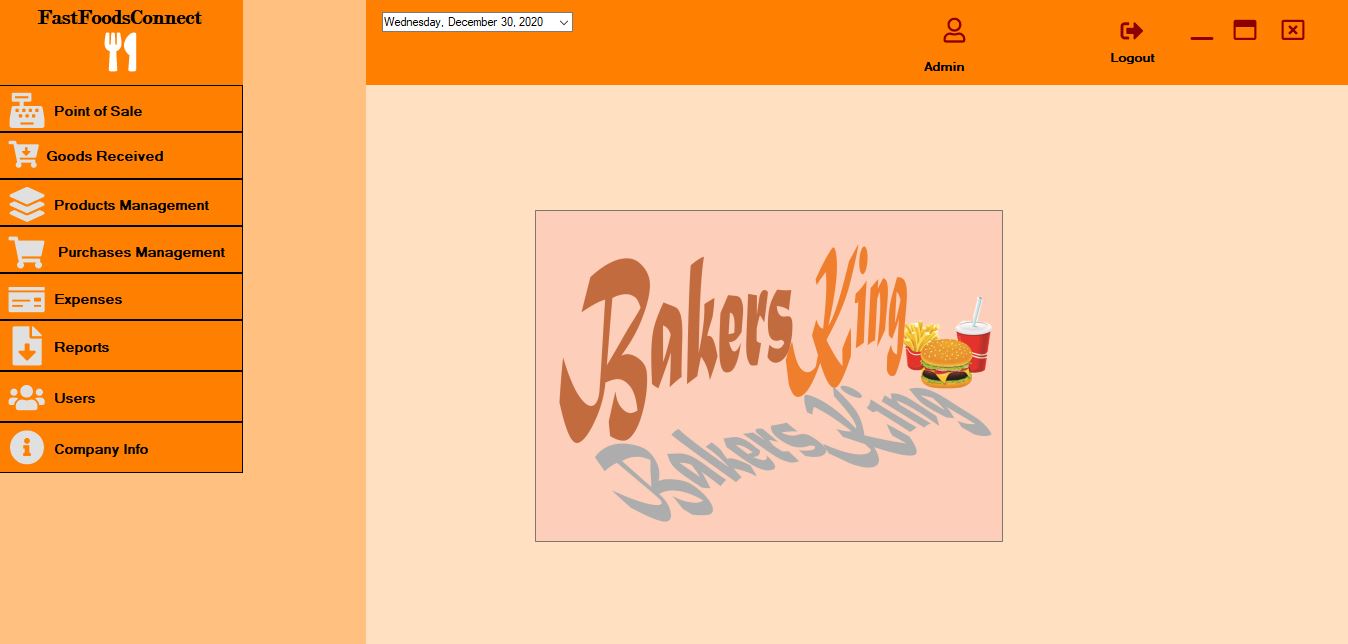 FastFoodsConnect
Wednesday, December 30, 2020
Admin
Logout
Point of Sale
Goods Received
Products Management
Purchases Management
Expenses
Reports
Users
Company Info
Bakers King
Bakers King